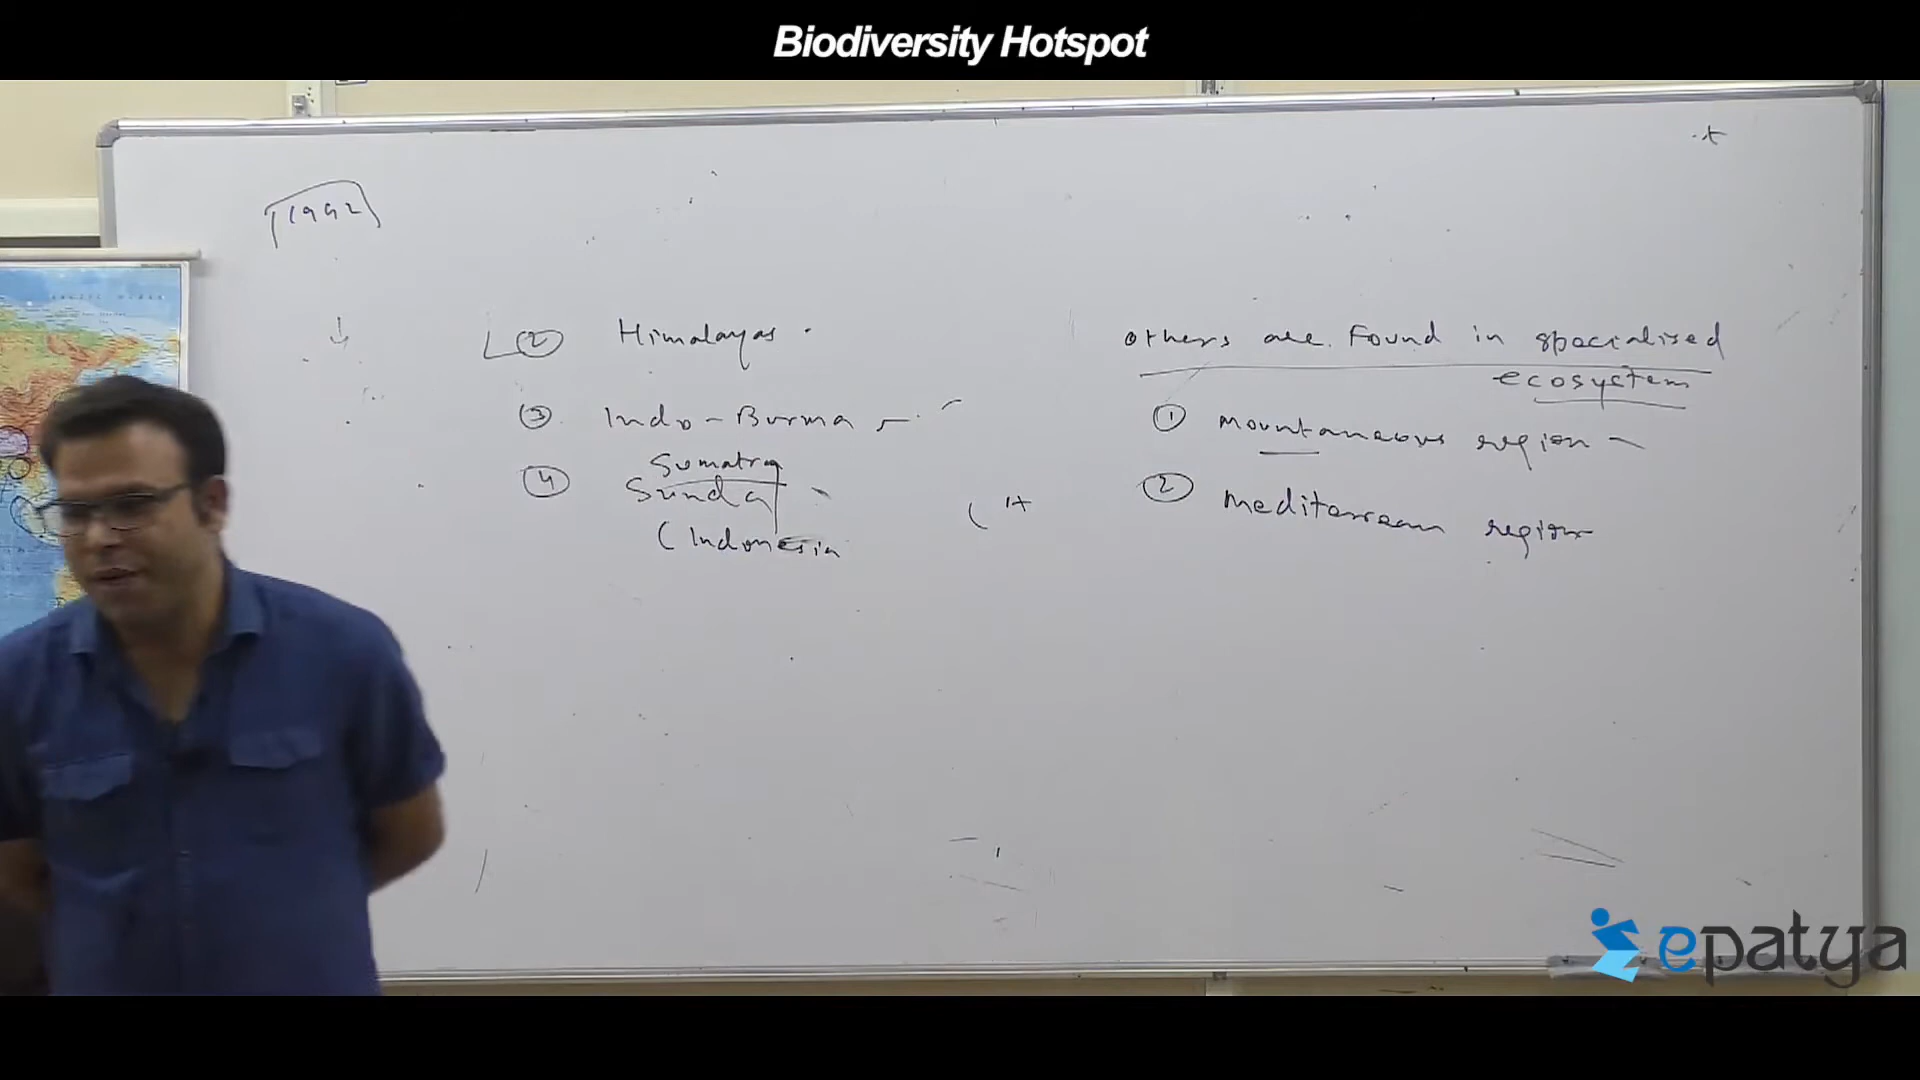 Biodiversity Hotspot
1992
② Himalayas
③ Indo-Burma
④ Sumatra
Sunda
(Indonesia
Others are found in specialised
ecosystem
① mountaneous region
② Mediterrean region
epatya